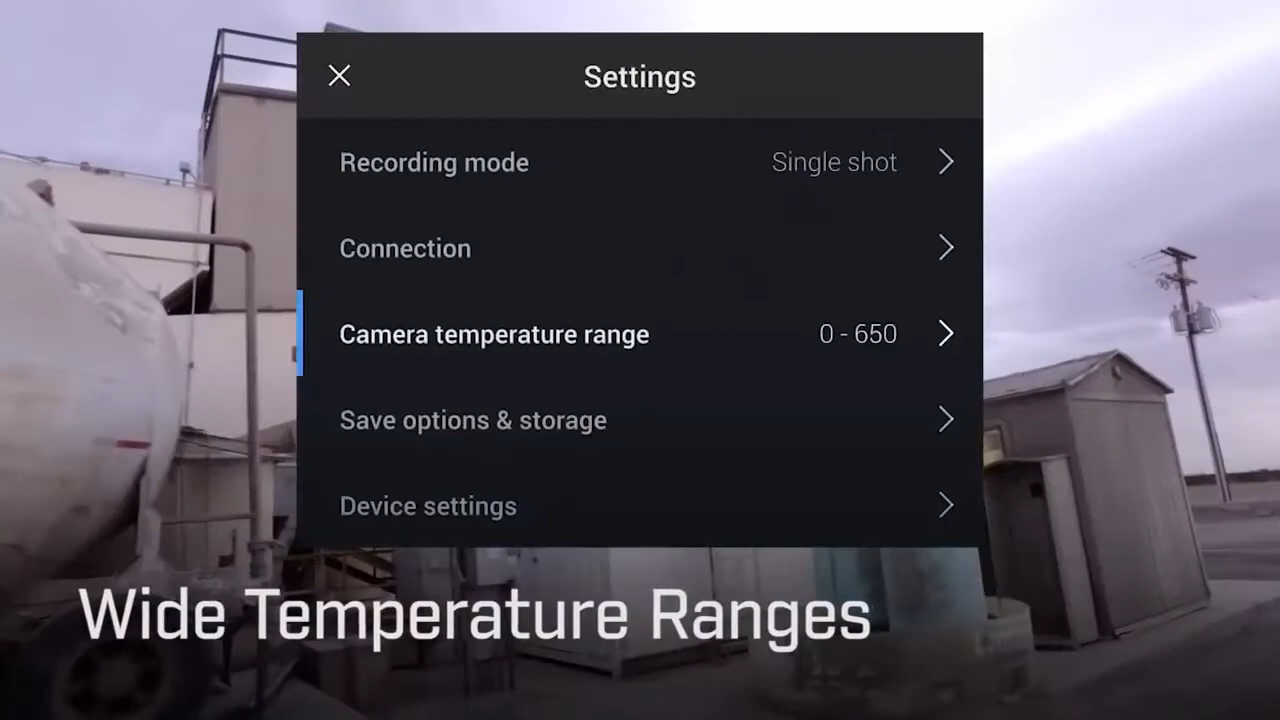 Settings
Recording mode Single shot
Connection
Camera temperature range 0 - 650
Save options & storage
Device settings
Wide Temperature Ranges